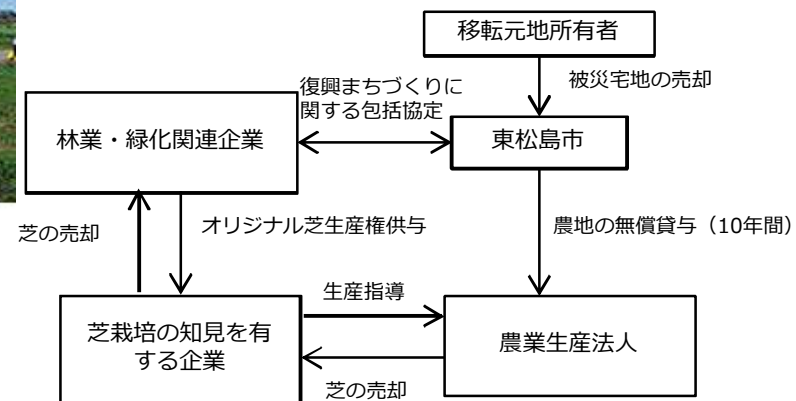 移転元地所有者
被災宅地の売却
復興まちづくりに
関する包括協定
林業・緑化関連企業
東松島市
芝の売却
オリジナル芝生産権供与
農地の無償貸与（10年間）
生産指導
芝栽培の知見を有
する企業
農業生産法人
芝の売却